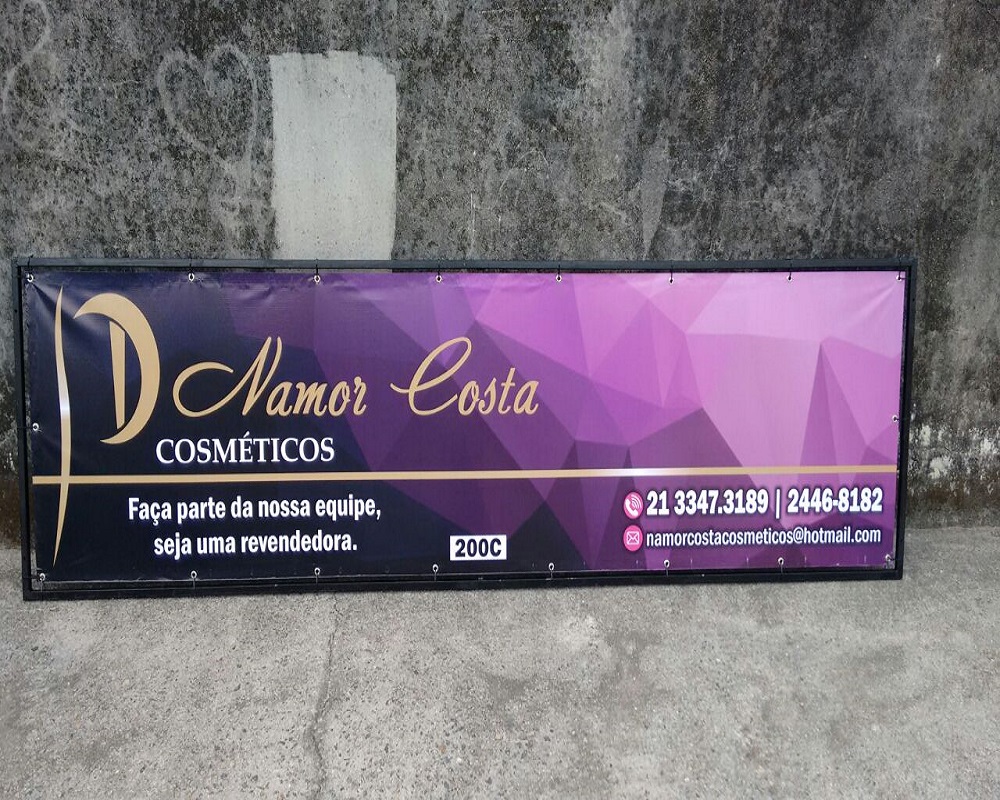 D Namor Costa
COSMÉTICOS
Faça parte da nossa equipe,
seja uma revendedora.
200C
21 3347.3189 | 2446-8182
namorcostacosmeticos@hotmail.com